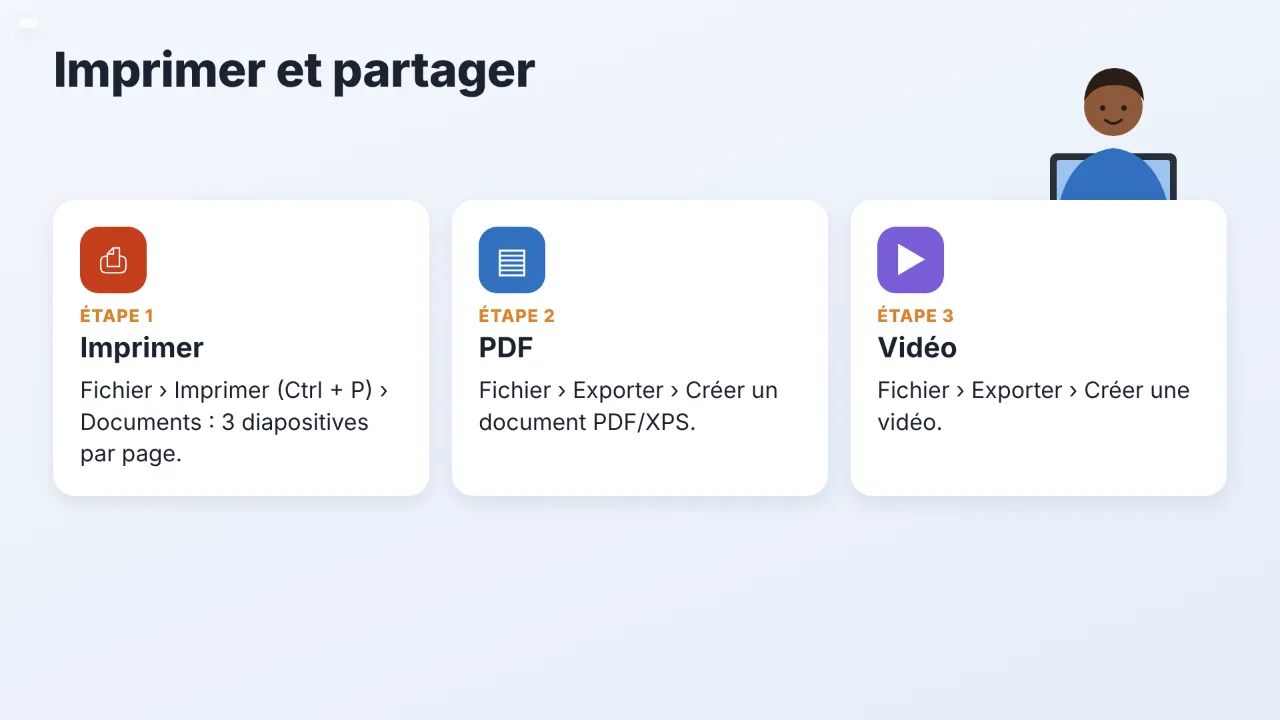 Imprimer et partager
ÉTAPE 1
Imprimer
Fichier › Imprimer (Ctrl + P) ›
Documents : 3 diapositives
par page.
ÉTAPE 2
PDF
Fichier › Exporter › Créer un
document PDF/XPS.
ÉTAPE 3
Vidéo
Fichier › Exporter › Créer une
vidéo.